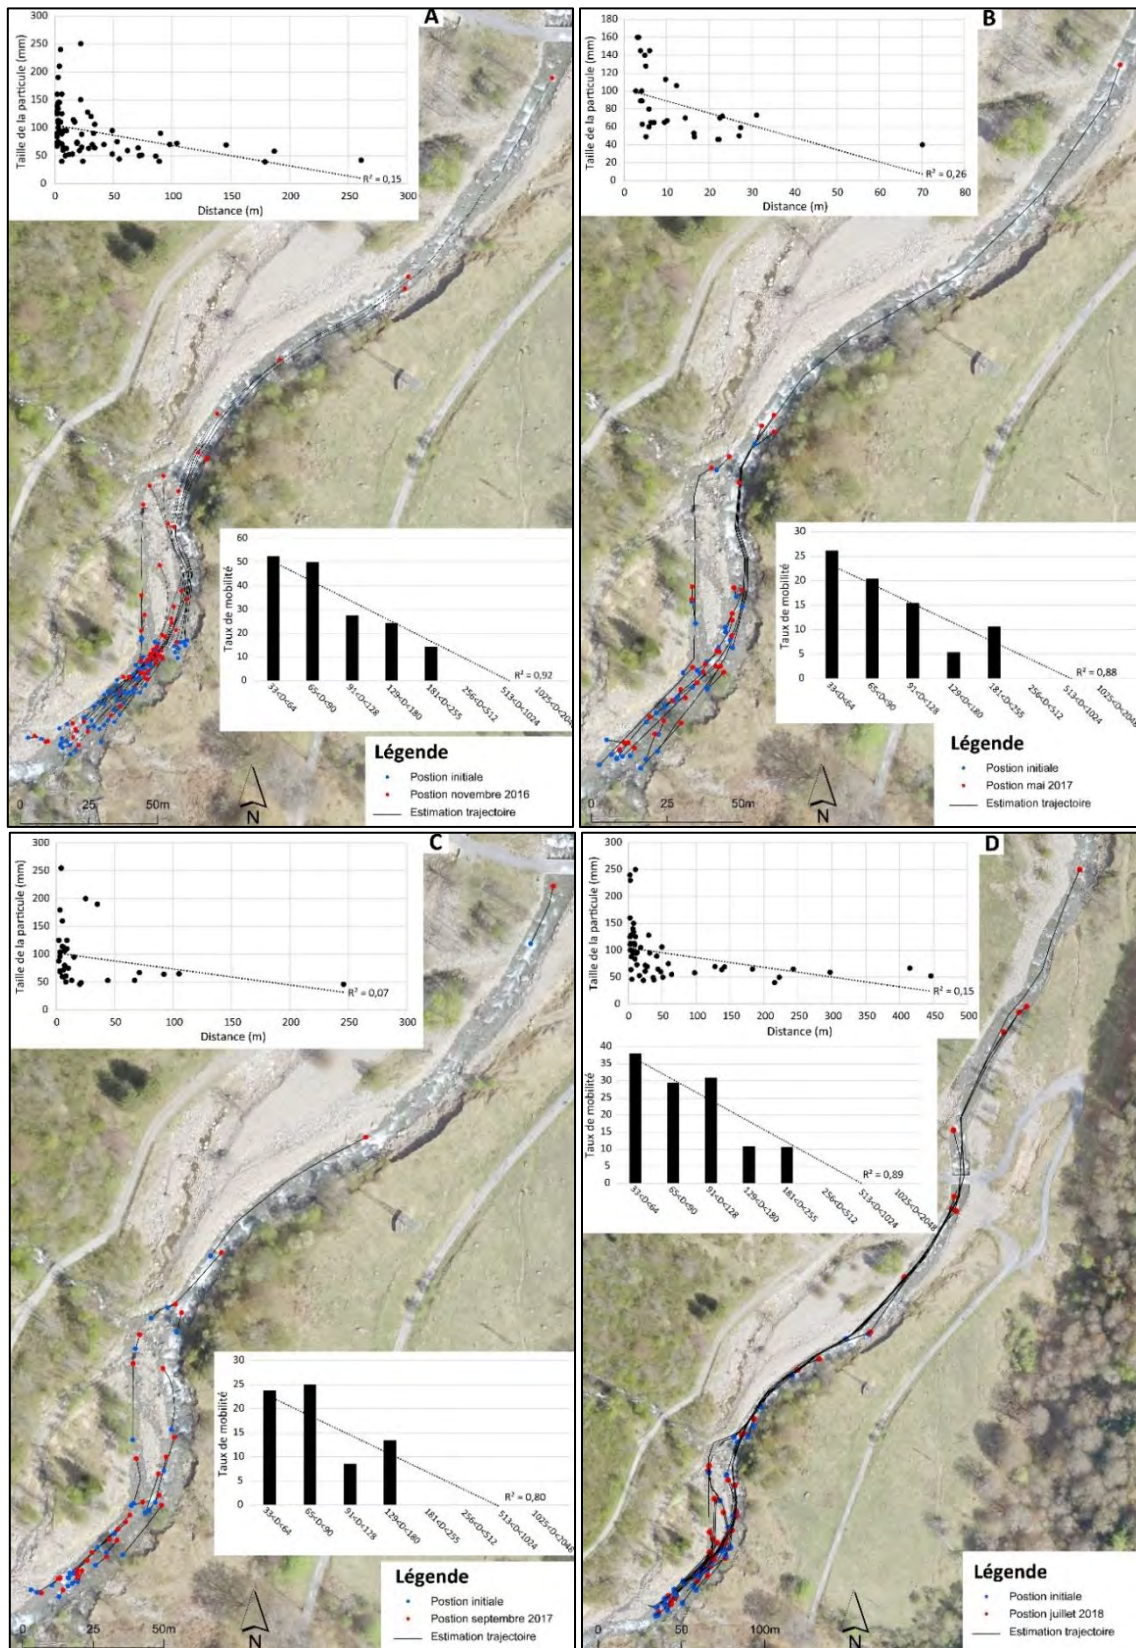 A
Taille de la particule (mm)
300
250
200
150
100
50
0
0 50 100 150 200 250 300
Distance (m)
R² = 0,15
Taux de mobilité
60
50
40
30
20
10
0
33<D<64
65<D<90
91<D<128
129<D<180
181<D<255
256<D<512
513<D<1024
1025<D<2048
R² = 0,92
Légende
Postion initiale
Postion novembre 2016
Estimation trajectoire
0 25 50m
N
B
Taille de la particule (mm)
180
160
140
120
100
80
60
40
20
0
0 10 20 30 40 50 60 70 80
Distance (m)
R² = 0,26
Taux de mobilité
30
25
20
15
10
5
0
33<D<64
65<D<90
91<D<128
129<D<180
181<D<255
256<D<512
513<D<1024
1025<D<2048
R² = 0,88
Légende
Postion initiale
Postion mai 2017
Estimation trajectoire
0 25 50m
N
C
Taille de la particule (mm)
300
250
200
150
100
50
0
0 50 100 150 200 250 300
Distance (m)
R² = 0,07
Taux de mobilité
30
25
20
15
10
5
0
33<D<64
65<D<90
91<D<128
129<D<180
181<D<255
256<D<512
513<D<1024
1025<D<2048
R² = 0,80
Légende
Postion initiale
Postion septembre 2017
Estimation trajectoire
0 25 50m
N
D
Taille de la particule (mm)
300
250
200
150
100
50
0
0 50 100 150 200 250 300 350 400 450 500
Distance (m)
R² = 0,15
Taux de mobilité
40
35
30
25
20
15
10
5
0
33<D<64
65<D<90
91<D<128
129<D<180
181<D<255
256<D<512
513<D<1024
1025<D<2048
R² = 0,89
Légende
Postion initiale
Postion juillet 2018
Estimation trajectoire
0 50 100m
N